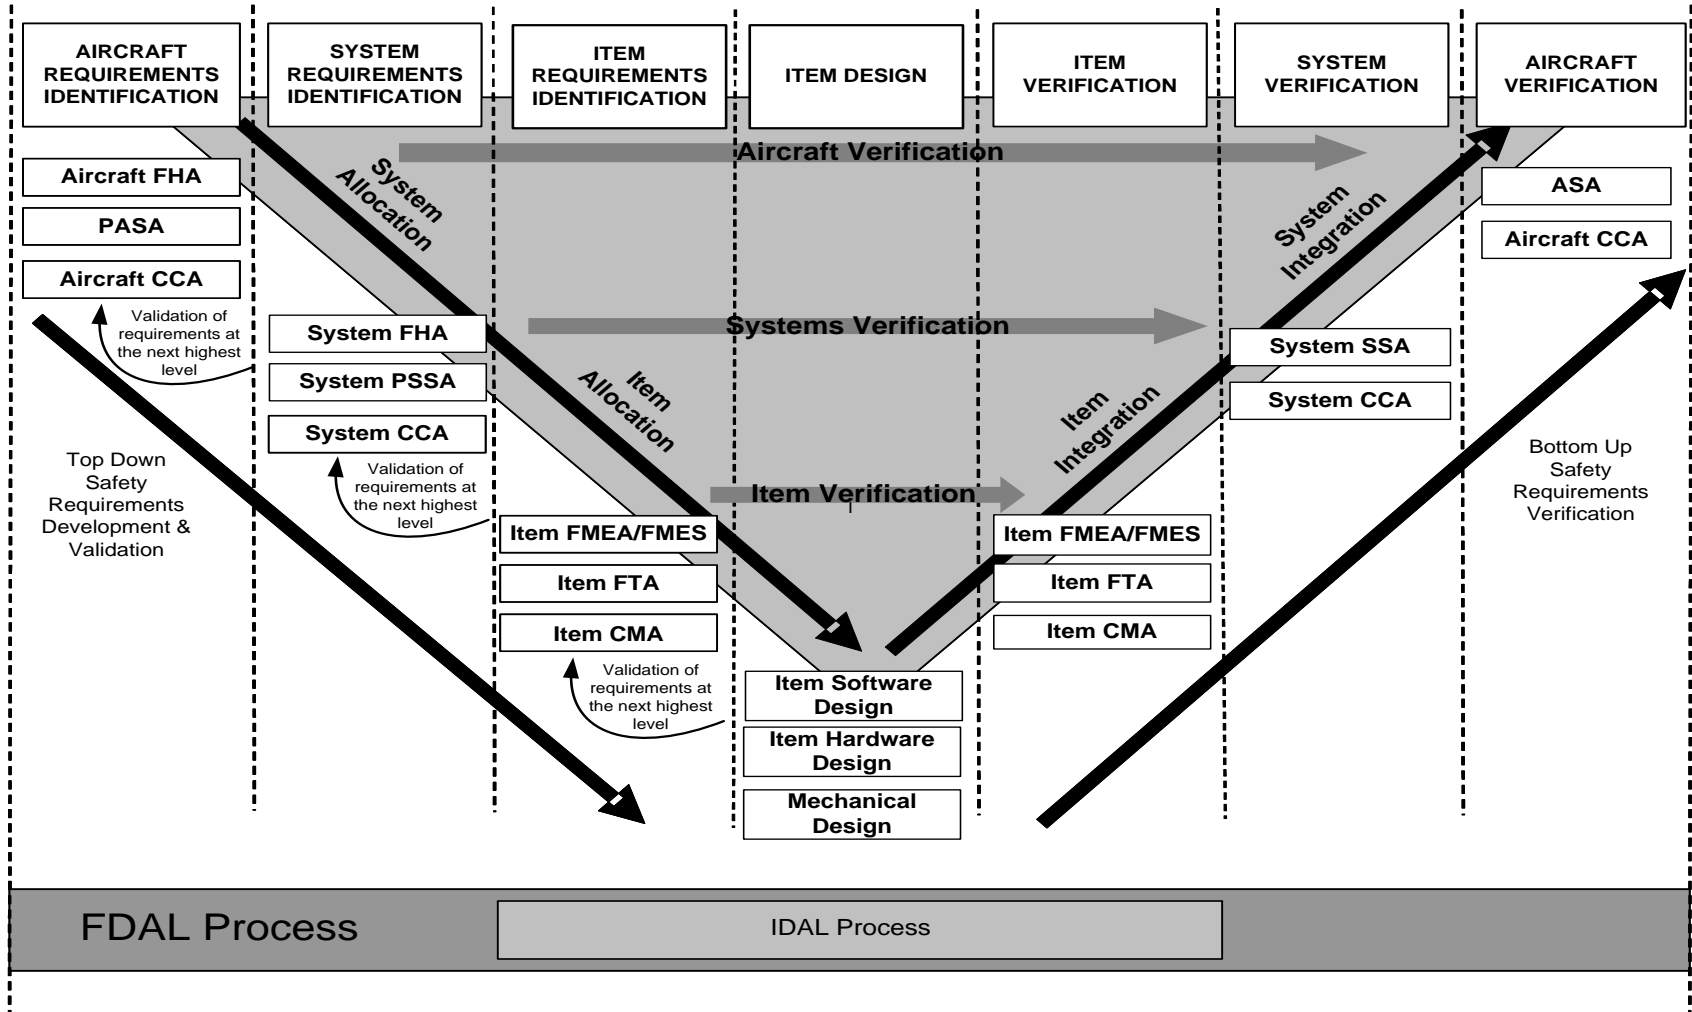 AIRCRAFT
REQUIREMENTS
IDENTIFICATION
SYSTEM
REQUIREMENTS
IDENTIFICATION
ITEM
REQUIREMENTS
IDENTIFICATION
ITEM DESIGN
ITEM
VERIFICATION
SYSTEM
VERIFICATION
AIRCRAFT
VERIFICATION
Aircraft FHA
PASA
Aircraft CCA
Validation of
requirements at
the next highest
level
Top Down
Safety
Requirements
Development &
Validation
System
Allocation
Aircraft Verification
System
Integration
ASA
Aircraft CCA
System FHA
System PSSA
System CCA
Validation of
requirements at
the next highest
level
Systems Verification
Item
Allocation
Item
Integration
System SSA
System CCA
Bottom Up
Safety
Requirements
Verification
Item Verification
Item FMEA/FMES
Item FTA
Item CMA
Validation of
requirements at
the next highest
level
Item Software
Design
Item Hardware
Design
Mechanical
Design
Item FMEA/FMES
Item FTA
Item CMA
FDAL Process
IDAL Process